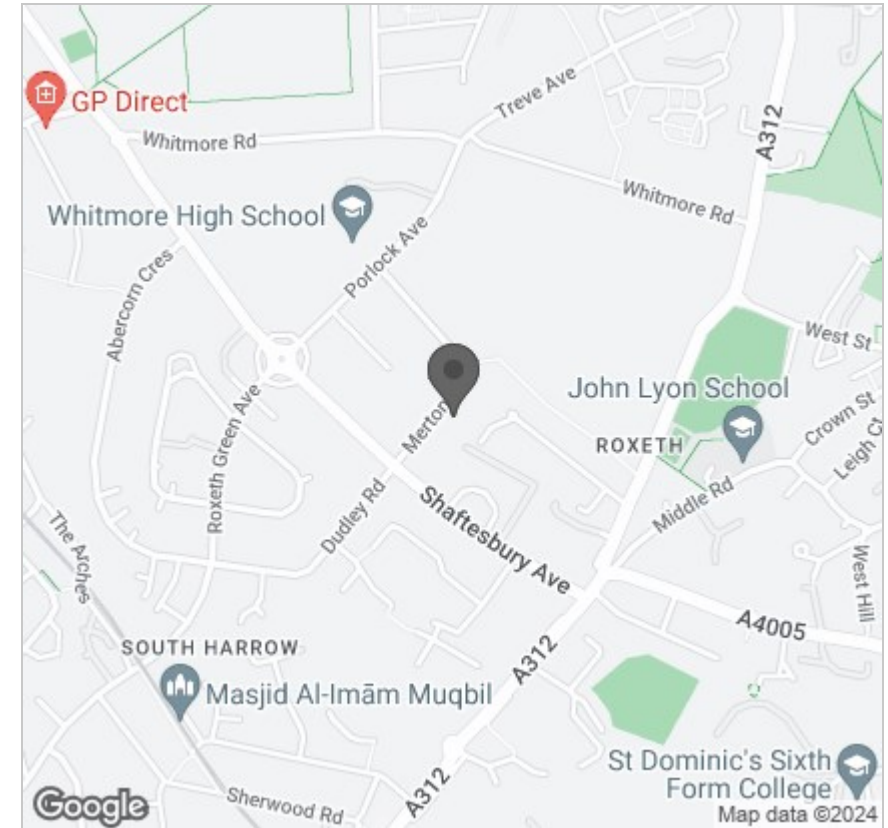 GP Direct
Whitmore Rd
Treve Ave
A312
Whitmore High School
Whitmore Rd
Porlock Ave
Abercorn Cres
West St
John Lyon School
Crown St
Leigh Ct
ROXETH
Merton
Roxeth Green Ave
Middle Rd
Dudley Rd
Shaftesbury Ave
The Arches
West Hill
A4005
SOUTH HARROW
A312
Masjid Al-Imām Muqbil
St Dominic's Sixth
Form College
A312
Sherwood Rd
Google
Map data ©2024